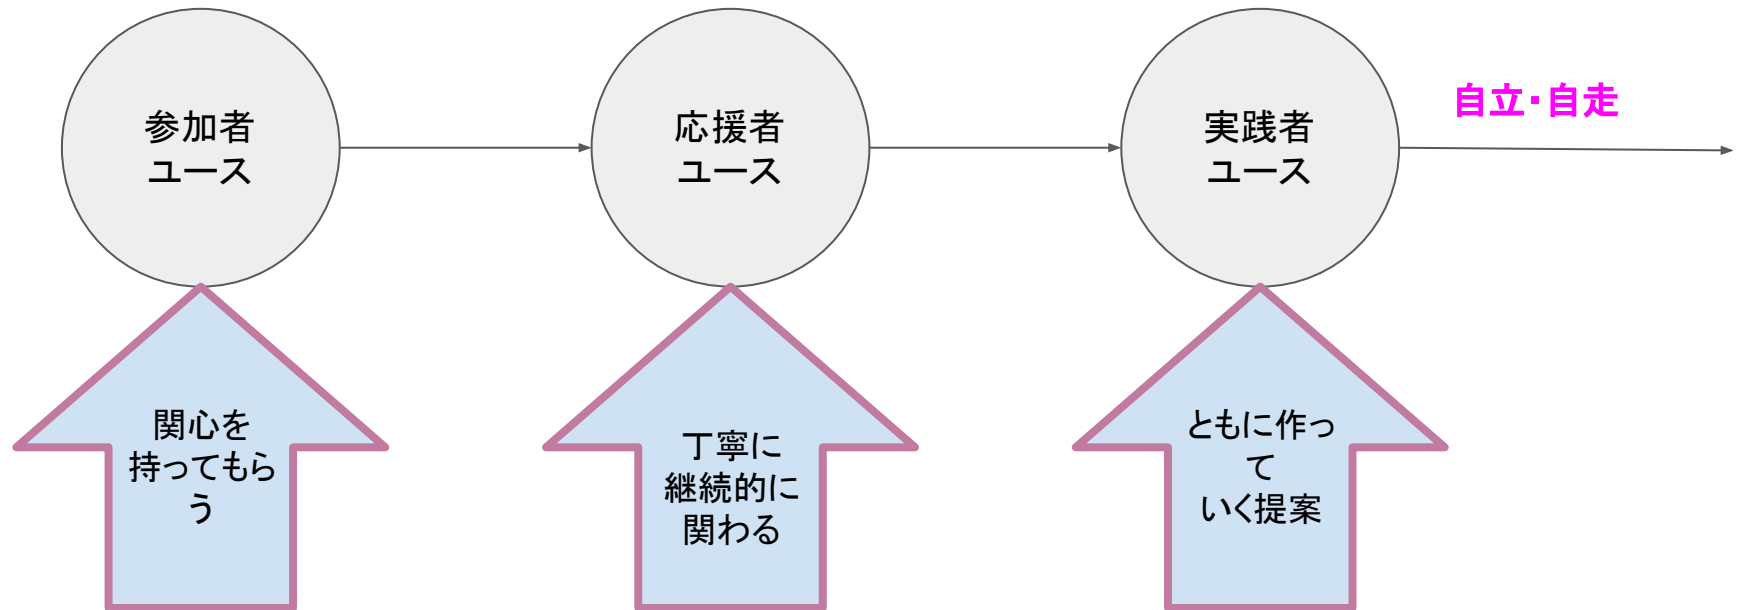 参加者
ユース
応援者
ユース
実践者
ユース
自立・自走
関心を
持ってもら
う
丁寧に
継続的に
関わる
ともに作っ
て
いく提案